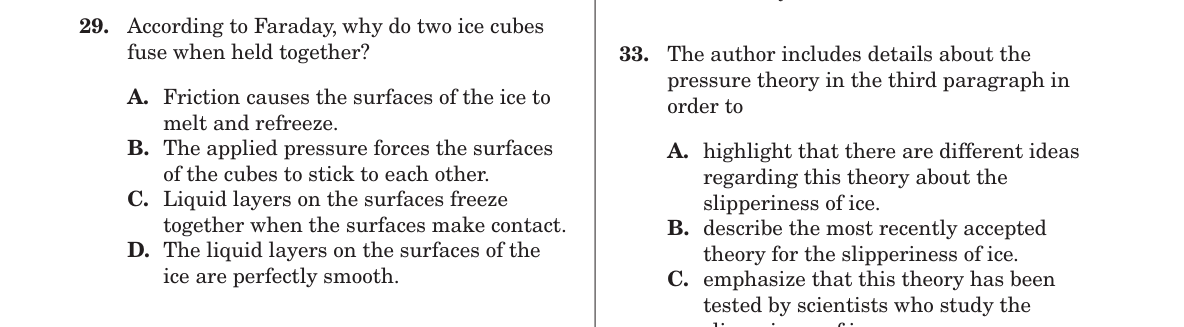 29. According to Faraday, why do two ice cubes
fuse when held together?
A. Friction causes the surfaces of the ice to
melt and refreeze.
B. The applied pressure forces the surfaces
of the cubes to stick to each other.
C. Liquid layers on the surfaces freeze
together when the surfaces make contact.
D. The liquid layers on the surfaces of the
ice are perfectly smooth.
33. The author includes details about the
pressure theory in the third paragraph in
order to
A. highlight that there are different ideas
regarding this theory about the
slipperiness of ice.
B. describe the most recently accepted
theory for the slipperiness of ice.
C. emphasize that this theory has been
tested by scientists who study the